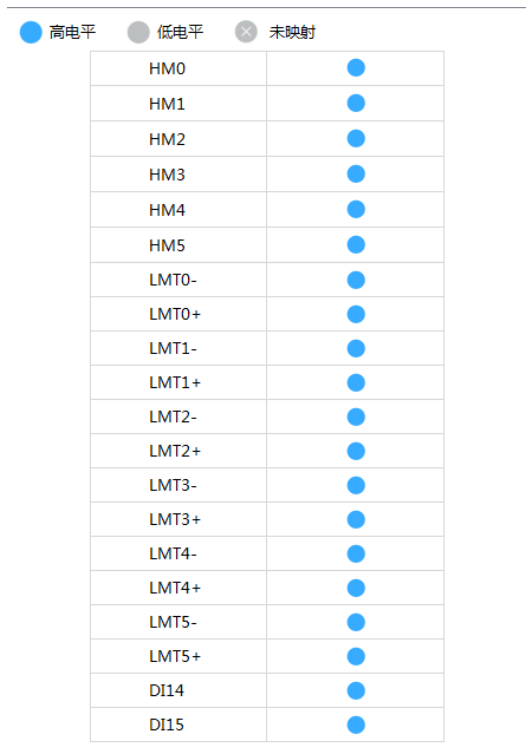 高电平 低电平 未映射
HM0
HM1
HM2
HM3
HM4
HM5
LMT0-
LMT0+
LMT1-
LMT1+
LMT2-
LMT2+
LMT3-
LMT3+
LMT4-
LMT4+
LMT5-
LMT5+
DI14
DI15